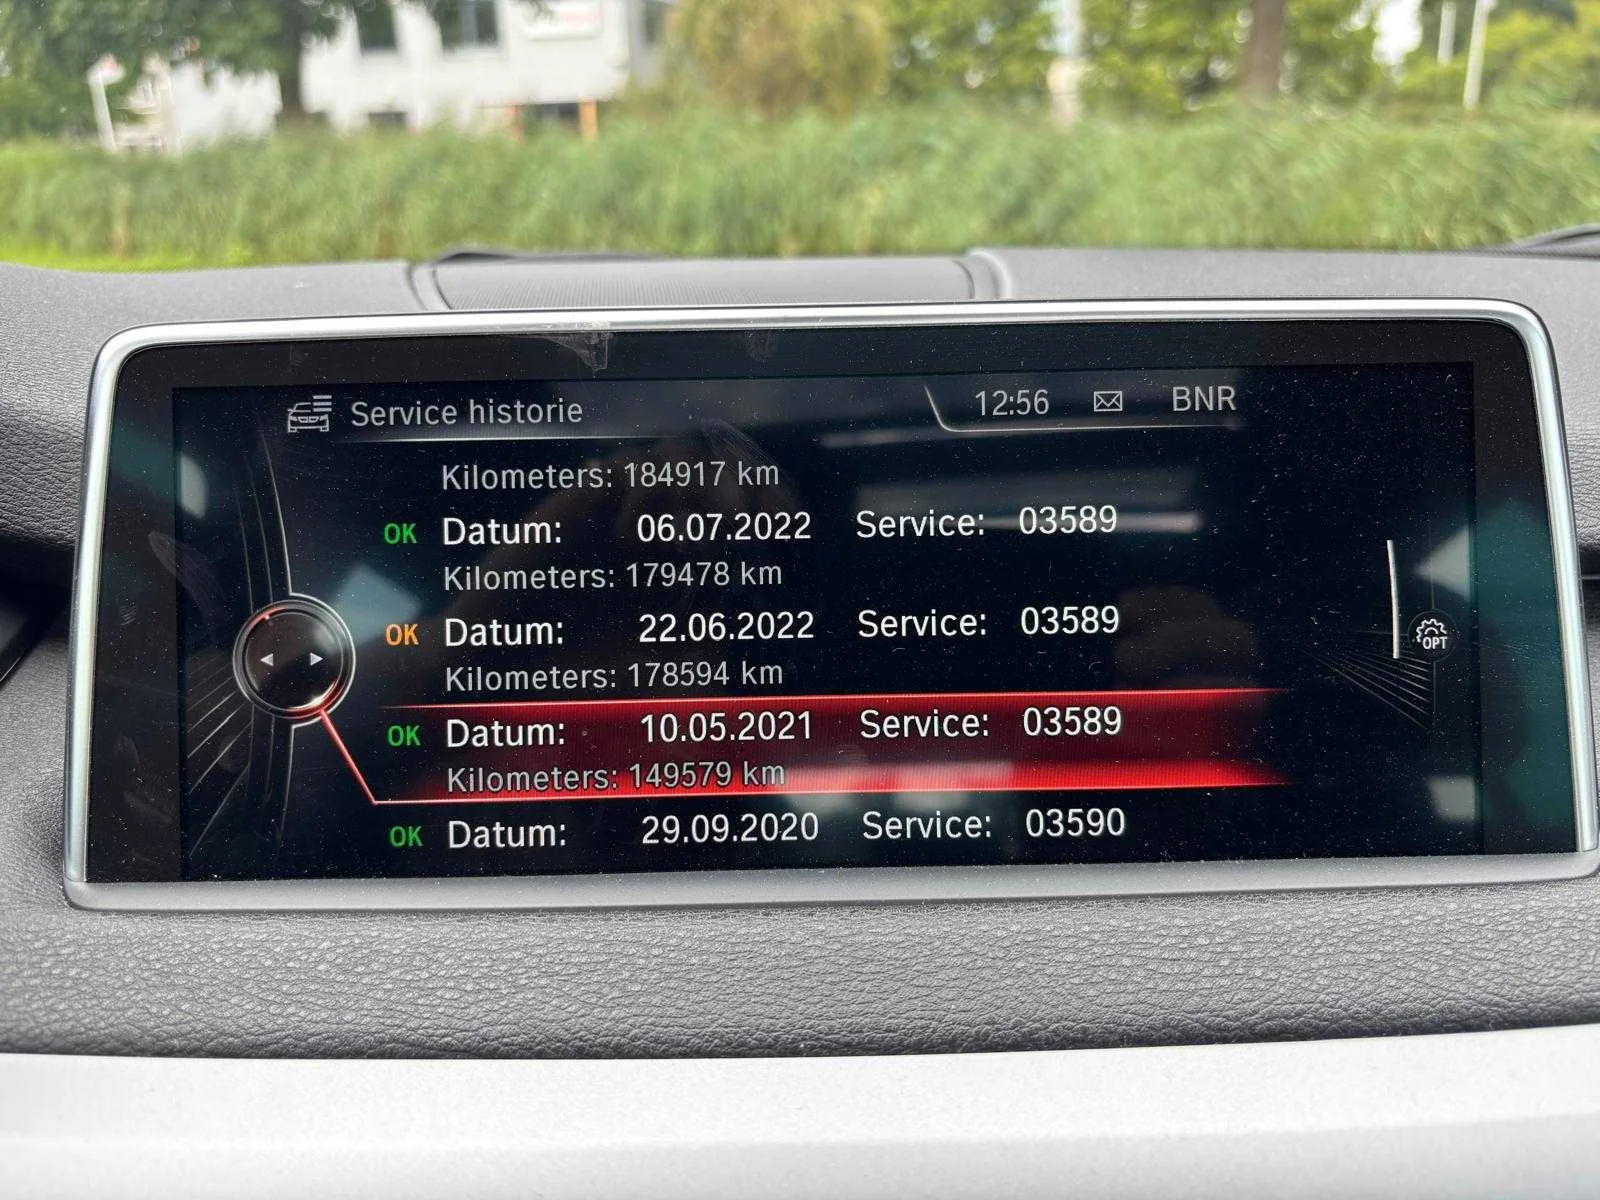 Service historie 12:56 BNR
Kilometers: 184917 km
OK Datum: 06.07.2022 Service: 03589
Kilometers: 179478 km
OK Datum: 22.06.2022 Service: 03589
Kilometers: 178594 km
OK Datum: 10.05.2021 Service: 03589
Kilometers: 149579 km
OPT
OK Datum: 29.09.2020 Service: 03590